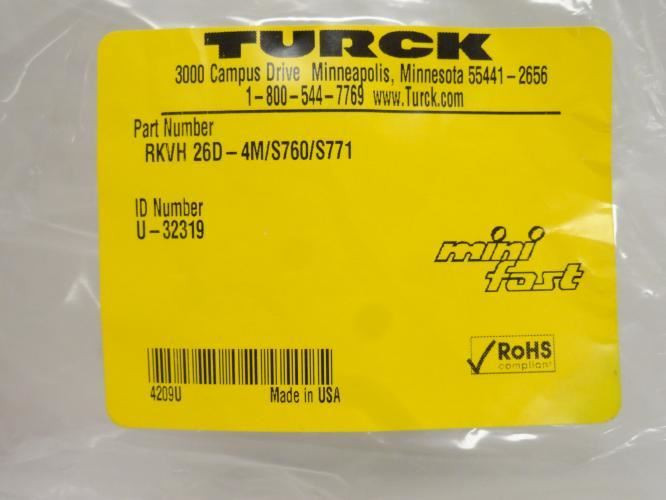 TURCK
3000 Campus Drive Minneapolis, Minnesota 55441-2656
1-800-544-7769 www.Turck.com
Part Number
RKVH 26D-4M/S760/S771
ID Number
U-32319
mini
fast
RoHS
compliant
4209U Made in USA